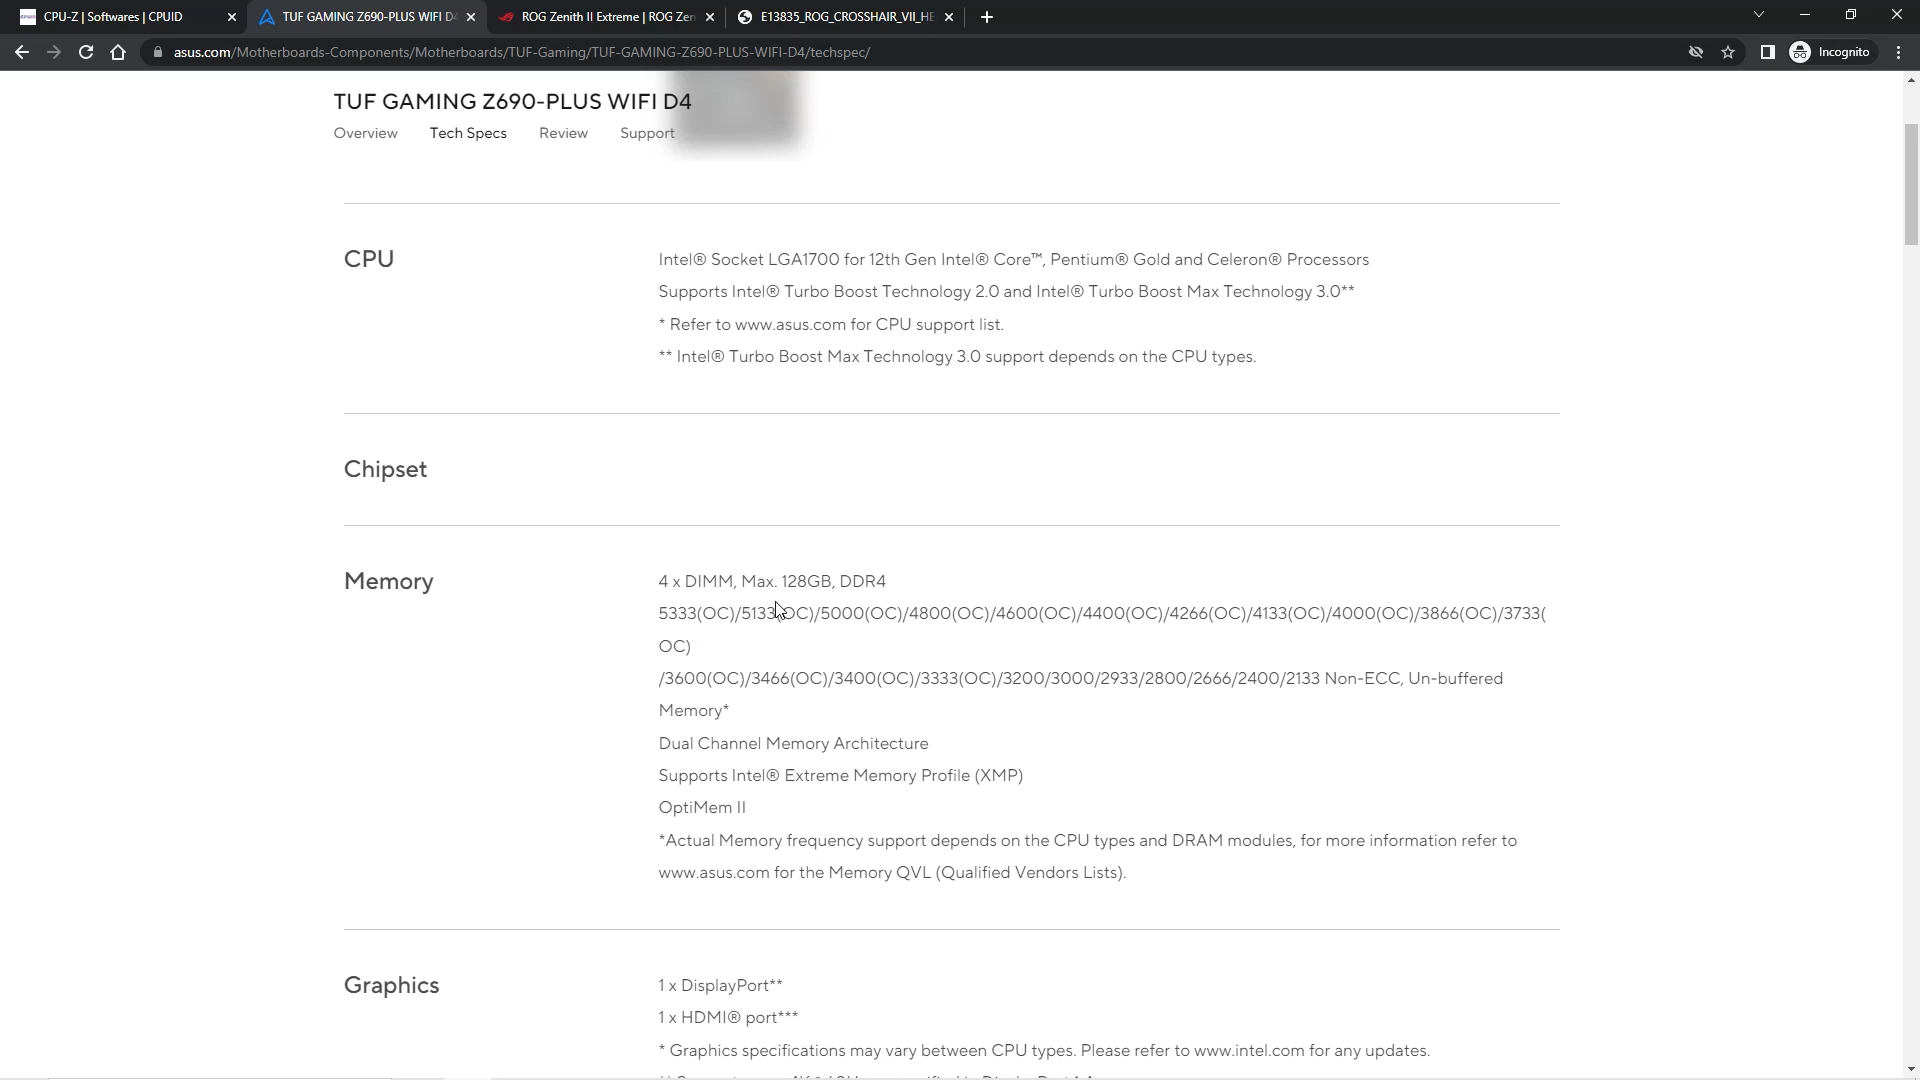 CPU-Z | Softwares | CPUID
TUF GAMING Z690-PLUS WIFI D4
ROG Zenith II Extreme | ROG Zen
E13835_ROG_CROSSHAIR_VII_HE
asus.com/Motherboards-Components/Motherboards/TUF-Gaming/TUF-GAMING-Z690-PLUS-WIFI-D4/techspec/
Incognito
TUF GAMING Z690-PLUS WIFI D4
Overview Tech Specs Review Support
CPU
Intel® Socket LGA1700 for 12th Gen Intel® Core™, Pentium® Gold and Celeron® Processors
Supports Intel® Turbo Boost Technology 2.0 and Intel® Turbo Boost Max Technology 3.0**
* Refer to www.asus.com for CPU support list.
** Intel® Turbo Boost Max Technology 3.0 support depends on the CPU types.
Chipset
Memory
4 x DIMM, Max. 128GB, DDR4
5333(OC)/5133(OC)/5000(OC)/4800(OC)/4600(OC)/4400(OC)/4266(OC)/4133(OC)/4000(OC)/3866(OC)/3733(
OC)
/3600(OC)/3466(OC)/3400(OC)/3333(OC)/3200/3000/2933/2800/2666/2400/2133 Non-ECC, Un-buffered
Memory*
Dual Channel Memory Architecture
Supports Intel® Extreme Memory Profile (XMP)
OptiMem II
*Actual Memory frequency support depends on the CPU types and DRAM modules, for more information refer to
www.asus.com for the Memory QVL (Qualified Vendors Lists).
Graphics
1 x DisplayPort**
1 x HDMI® port***
* Graphics specifications may vary between CPU types. Please refer to www.intel.com for any updates.